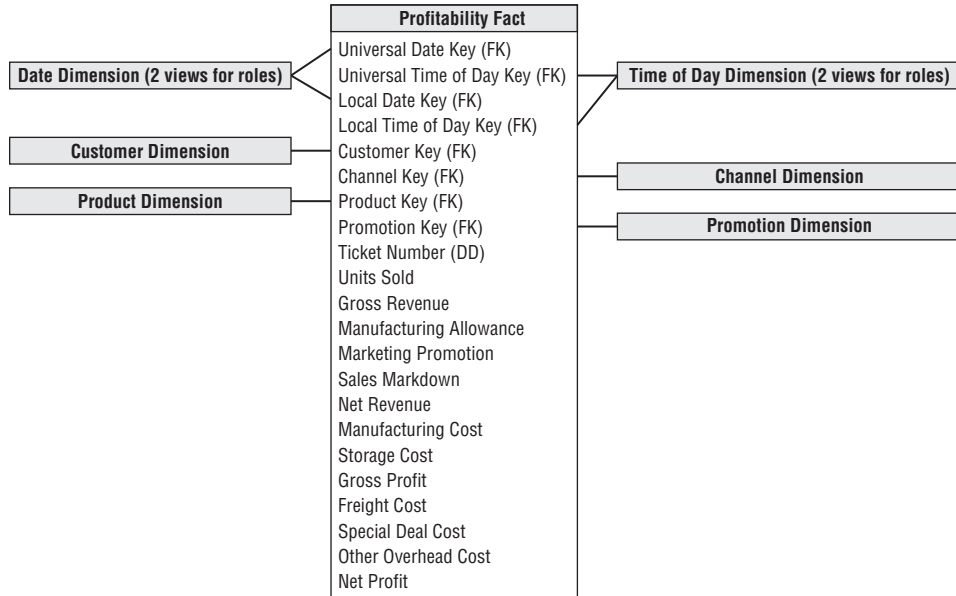 Profitability Fact
Universal Date Key (FK)
Date Dimension (2 views for roles)
Universal Time of Day Key (FK)
Time of Day Dimension (2 views for roles)
Local Date Key (FK)
Local Time of Day Key (FK)
Customer Dimension
Customer Key (FK)
Channel Key (FK)
Channel Dimension
Product Dimension
Product Key (FK)
Promotion Key (FK)
Promotion Dimension
Ticket Number (DD)
Units Sold
Gross Revenue
Manufacturing Allowance
Marketing Promotion
Sales Markdown
Net Revenue
Manufacturing Cost
Storage Cost
Gross Profit
Freight Cost
Special Deal Cost
Other Overhead Cost
Net Profit